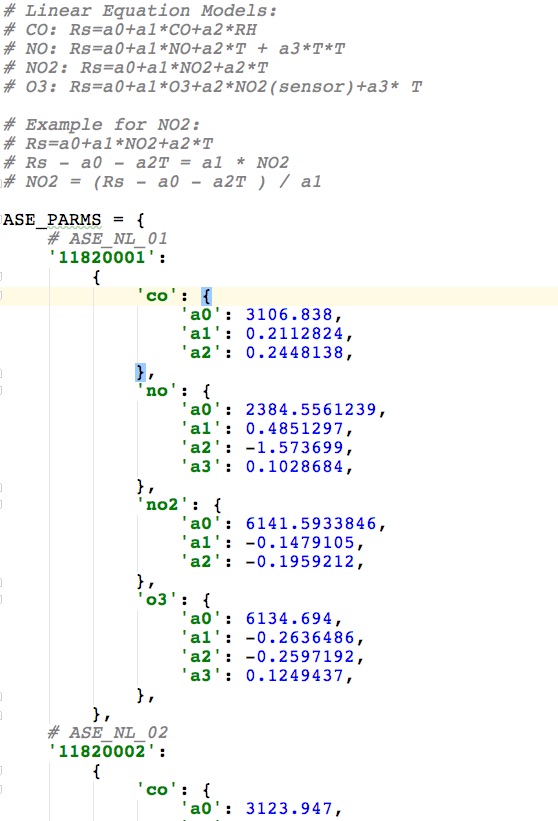 # Linear Equation Models:
# CO: Rs=a0+a1*CO+a2*RH
# NO: Rs=a0+a1*NO+a2*T + a3*T*T
# NO2: Rs=a0+a1*NO2+a2*T
# O3: Rs=a0+a1*O3+a2*NO2(sensor)+a3* T
# Example for NO2:
# Rs=a0+a1*NO2+a2*T
# Rs - a0 - a2T = a1 * NO2
# NO2 = (Rs - a0 - a2T ) / a1
ASE_PARMS = {
# ASE_NL_01
'11820001':
{
'co': {
'a0': 3106.838,
'a1': 0.2112824,
'a2': 0.2448138,
},
'no': {
'a0': 2384.5561239,
'a1': 0.4851297,
'a2': -1.573699,
'a3': 0.1028684,
},
'no2': {
'a0': 6141.5933846,
'a1': -0.1479105,
'a2': -0.1959212,
},
'o3': {
'a0': 6134.694,
'a1': -0.2636486,
'a2': -0.2597192,
'a3': 0.1249437,
},
},
# ASE_NL_02
'11820002':
{
'co': {
'a0': 3123.947,